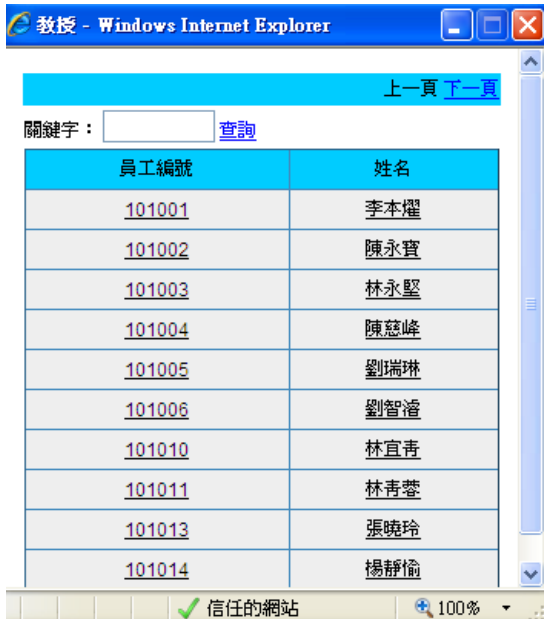 教授 - Windows Internet Explorer
上一頁 下一頁
關鍵字： 查詢
員工編號 姓名
101001 李本燿
101002 陳永寶
101003 林永堅
101004 陳慈峰
101005 劉瑞琳
101006 劉智濬
101010 林宜青
101011 林青蓉
101013 張曉玲
101014 楊靜愉
信任的網站 100%